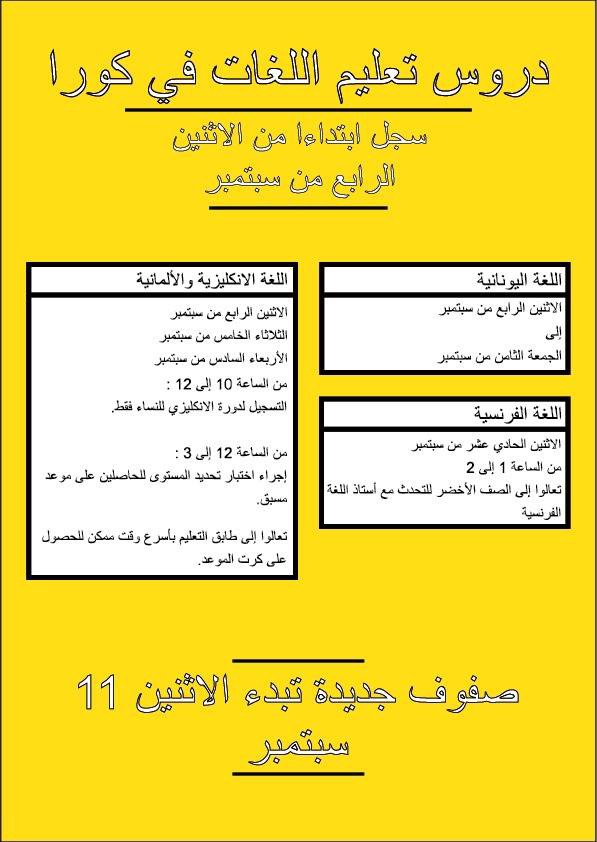 دروس تعليم اللغات في كورا
سجل ابتداءا من الاثنين
الرابع من سبتمبر
اللغة اليونانية
الاثنين الرابع من سبتمبر
إلى
الجمعة الثامن من سبتمبر
اللغة الفرنسية
الاثنين الحادي عشر من سبتمبر
من الساعة 1 إلى 2
تعالوا إلى الصف الأخضر للتحدث مع أستاذ اللغة
الفرنسية
اللغة الانكليزية والألمانية
الاثنين الرابع من سبتمبر
الثلاثاء الخامس من سبتمبر
الأربعاء السادس من سبتمبر
من الساعة 10 إلى 12 :
التسجيل لدورة الانكليزي للنساء فقط.
من الساعة 12 إلى 3 :
إجراء اختبار تحديد المستوى للحاصلين على موعد
مسبق.
تعالوا إلى طابق التعليم بأسرع وقت ممكن للحصول
على كرت الموعد.
صفوف جديدة تبدء الاثنين 11
سبتمبر